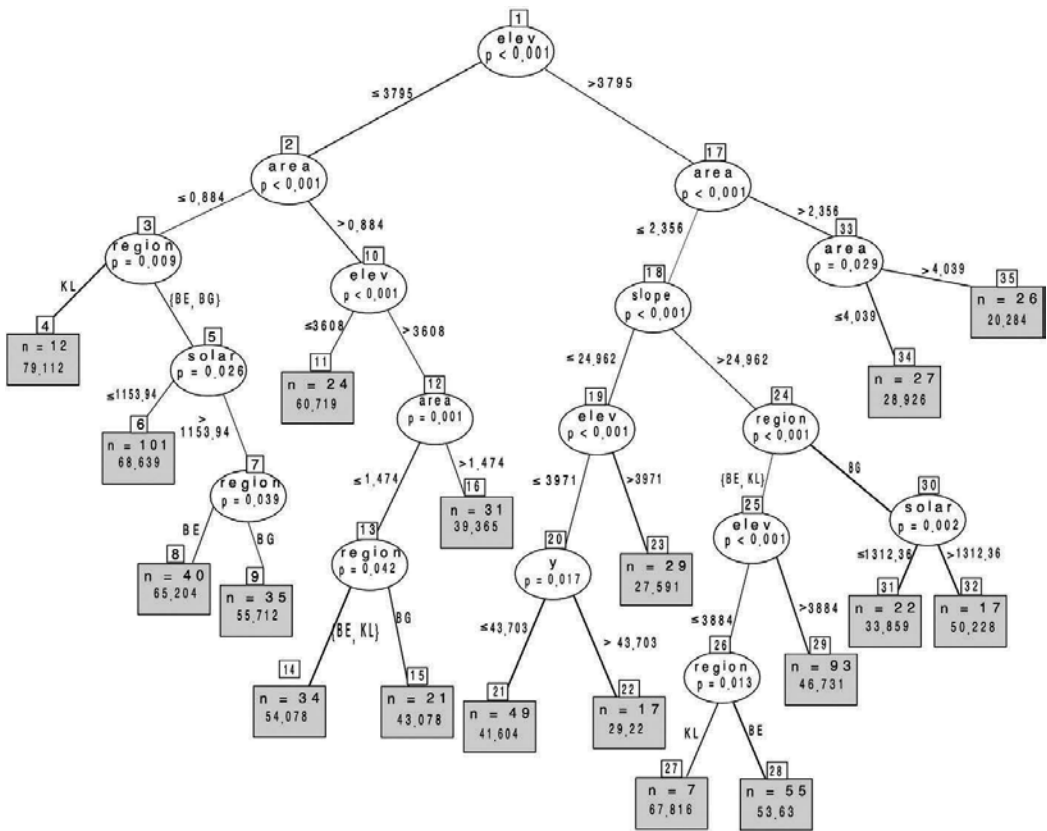 1
elev
p < 0,001
≤3795
>3795
2
area
p < 0,001
17
area
p < 0,001
≤0,884
>0,884
≤ 2,356
>2,356
3
region
p = 0,009
10
elev
p < 0,001
18
slope
p < 0,001
33
area
p = 0,029
KL
{BE, BG}
≤3608
> 3608
≤ 24,962
>24,962
≤4,039
>4,039
4
n = 12
79,112
5
solar
p = 0,026
11
n = 24
60,719
12
area
p = 0,001
19
elev
p < 0,001
24
region
p < 0,001
34
n = 27
28,926
35
n = 26
20,284
≤1153,94
>
1153,94
≤1,474
>1,474
≤ 3971
>3971
{BE, KL}
BG
6
n = 101
68,639
7
region
p = 0,039
13
region
p = 0,042
16
n = 31
39,365
20
y
p = 0,017
23
n = 29
27,591
25
elev
p < 0,001
30
solar
p = 0,002
BE
BG
{BE, KL}
BG
≤43,703
> 43,703
≤3884
>3884
≤1312,36
>1312,36
8
n = 40
65,204
9
n = 35
55,712
14
n = 34
54,078
15
n = 21
43,078
21
n = 49
41,604
22
n = 17
29,22
26
region
p = 0,013
29
n = 93
46,731
31
n = 22
33,859
32
n = 17
50,228
KL
BE
27
n = 7
67,816
28
n = 55
53,63